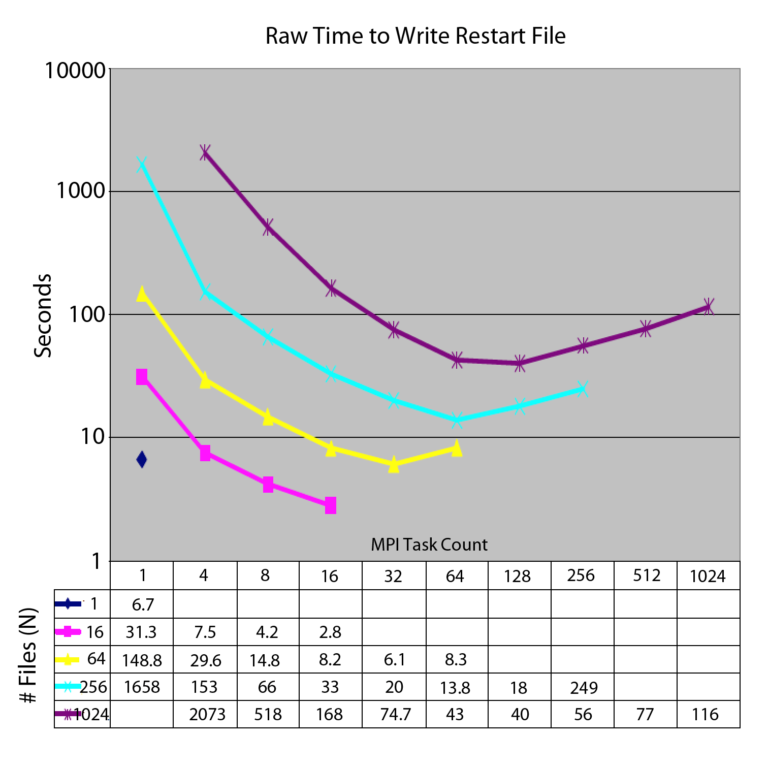 Raw Time to Write Restart File
10000
1000
100
10
1
Seconds
MPI Task Count
1 4 8 16 32 64 128 256 512 1024
# Files (N)
1 6.7
16 31.3 7.5 4.2 2.8
64 148.8 29.6 14.8 8.2 6.1 8.3
256 1658 153 66 33 20 13.8 18 249
1024 2073 518 168 74.7 43 40 56 77 116